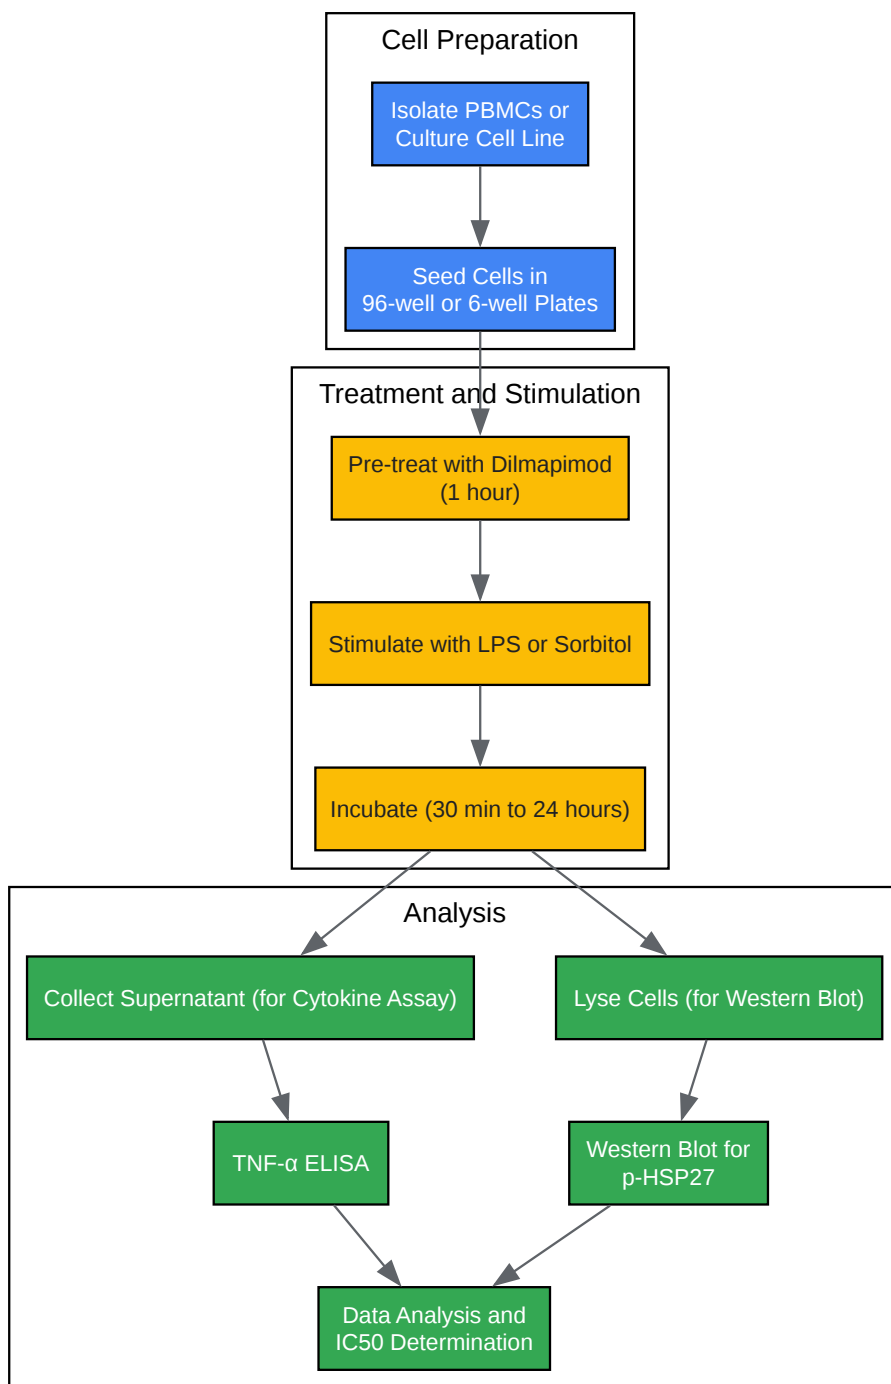 Cell Preparation
Isolate PBMCs or
Culture Cell Line
Seed Cells in
96-well or 6-well Plates
Treatment and Stimulation
Pre-treat with Dilmapimod
(1 hour)
Stimulate with LPS or Sorbitol
Incubate (30 min to 24 hours)
Analysis
Collect Supernatant (for Cytokine Assay)
Lyse Cells (for Western Blot)
TNF-α ELISA
Western Blot for
p-HSP27
Data Analysis and
IC50 Determination